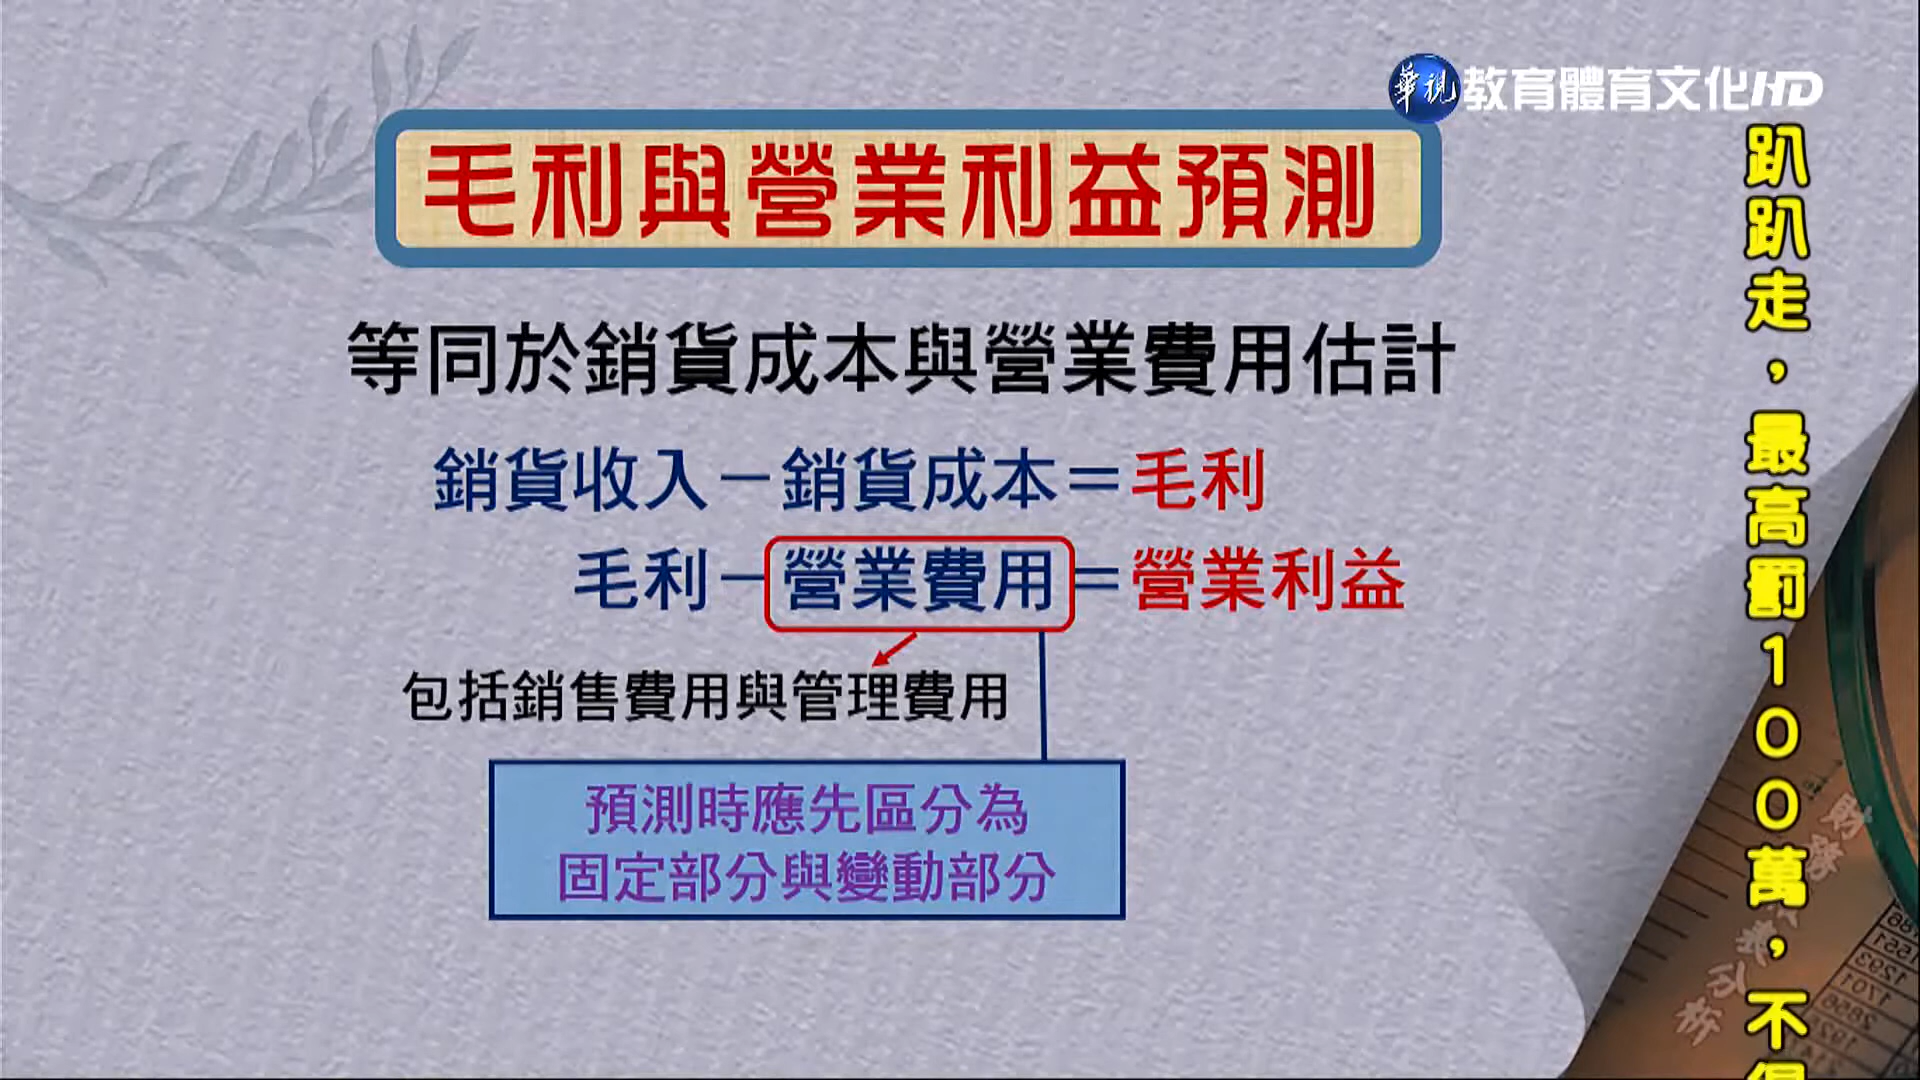 華視 教育體育文化HD
毛利與營業利益預測
等同於銷貨成本與營業費用估計
銷貨收入－銷貨成本＝毛利
毛利－營業費用＝營業利益
包括銷售費用與管理費用
預測時應先區分為
固定部分與變動部分
趴趴走，最高罰100萬，不
財務